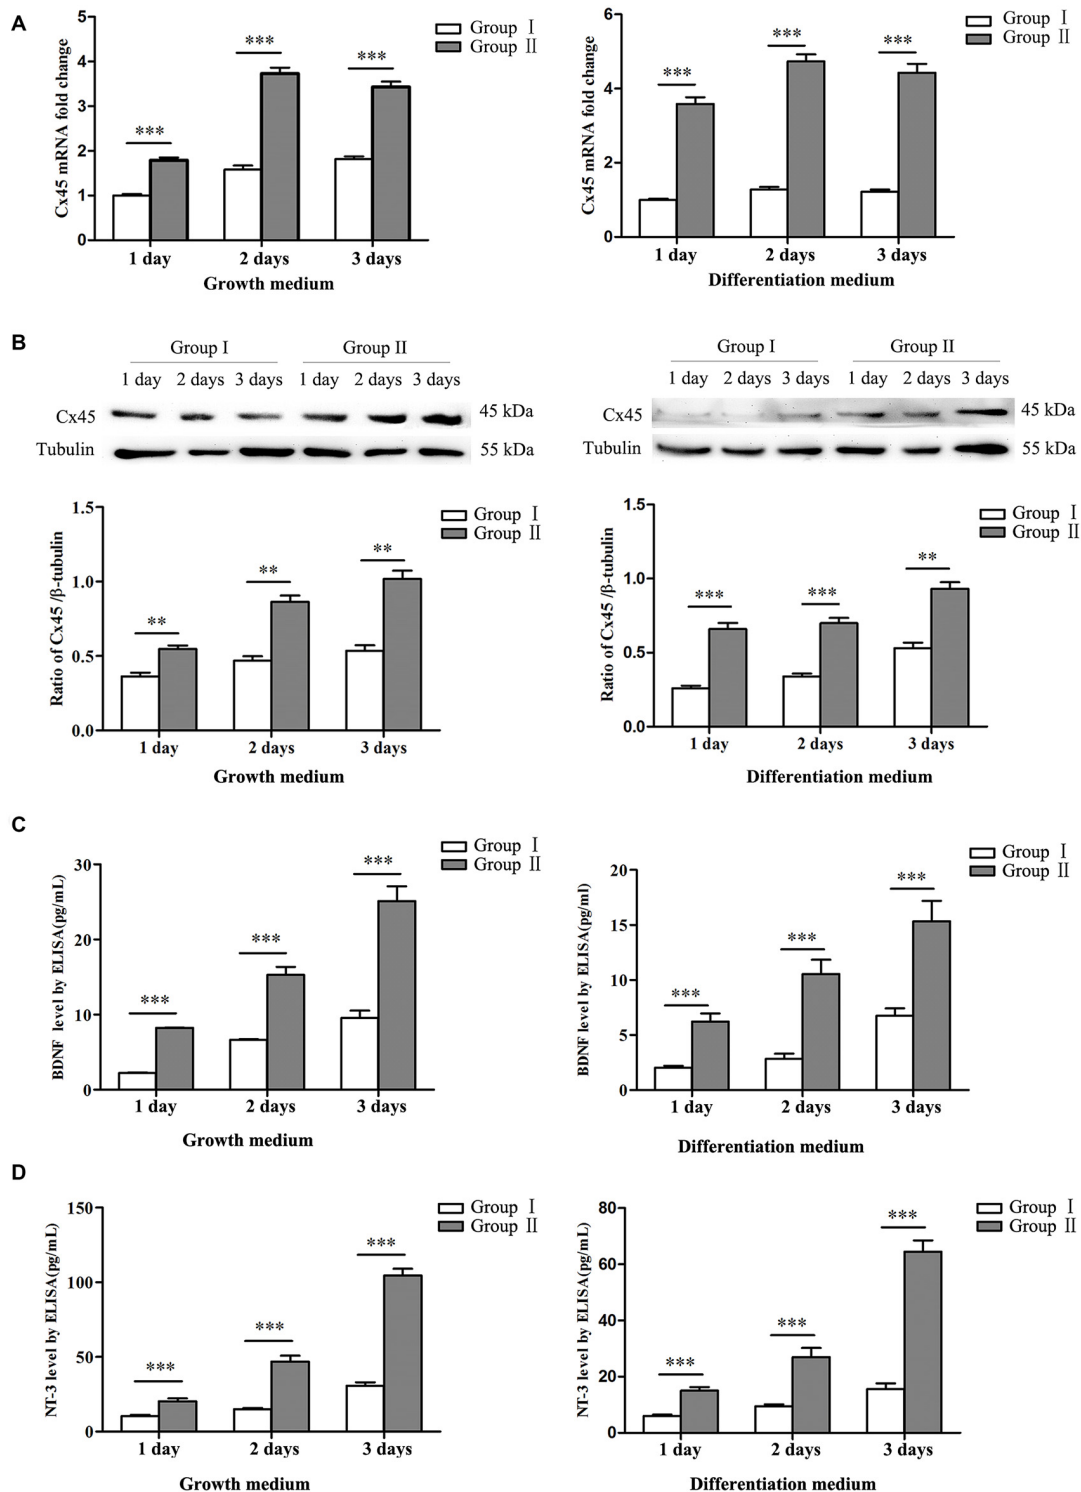 A
Cx45 mRNA fold change
5
4
3
2
1
0
***
***
***
Group Ⅰ
Group Ⅱ
1 day 2 days 3 days
Growth medium
Cx45 mRNA fold change
6
4
2
0
***
***
***
Group Ⅰ
Group Ⅱ
1 day 2 days 3 days
Differentiation medium
B
Group I Group II
1 day 2 days 3 days 1 day 2 days 3 days
Cx45 45 kDa
Tubulin 55 kDa
Group I Group II
1 day 2 days 3 days 1 day 2 days 3 days
Cx45 45 kDa
Tubulin 55 kDa
Ratio of Cx45 /β-tubulin
1.5
1.0
0.5
0.0
**
**
**
Group Ⅰ
Group Ⅱ
1 day 2 days 3 days
Growth medium
Ratio of Cx45 /β-tubulin
1.5
1.0
0.5
0.0
***
***
**
Group Ⅰ
Group Ⅱ
1 day 2 days 3 days
Differentiation medium
C
BDNF level by ELISA(pg/mL)
30
20
10
0
***
***
***
Group Ⅰ
Group Ⅱ
1 day 2 days 3 days
Growth medium
BDNF level by ELISA(pg/ml)
20
15
10
5
0
***
***
***
Group Ⅰ
Group Ⅱ
1 day 2 days 3 days
Differentiation medium
D
NT-3 level by ELISA(pg/mL)
150
100
50
0
***
***
***
Group Ⅰ
Group Ⅱ
1 day 2 days 3 days
Growth medium
NT-3 level by ELISA(pg/mL)
80
60
40
20
0
***
***
***
Group Ⅰ
Group Ⅱ
1 day 2 days 3 days
Differentiation medium